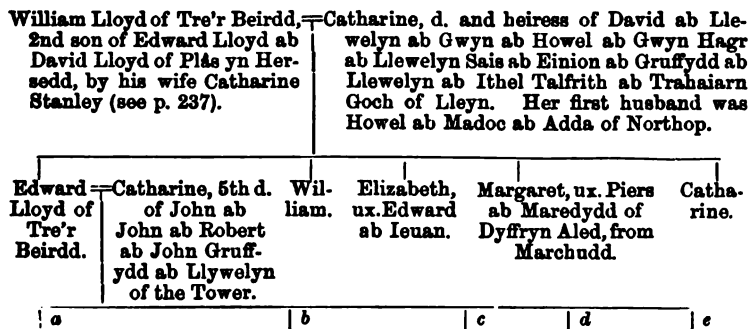 William Lloyd of Tre'r Beirdd,
2nd son of Edward Lloyd ab
David Lloyd of Plâs yn Her-
sedd, by his wife Catharine
Stanley (see p. 237).
Catharine, d. and heiress of David ab Lle-
welyn ab Gwyn ab Howel ab Gwyn Hagr
ab Llewelyn Sais ab Einion ab Gruffydd ab
Llewelyn ab Ithel Talfrith ab Trahaiarn
Goch of Lleyn. Her first husband was
Howel ab Madoc ab Adda of Northop.
Edward
Lloyd of
Tre'r
Beirdd.
Catharine, 5th d.
of John ab
John ab Robert
ab John Gruff-
ydd ab Llywelyn
of the Tower.
Wil-
liam.
Elizabeth,
ux. Edward
ab Ieuan.
Margaret, ux. Piers
ab Maredydd of
Dyffryn Aled, from
Marchudd.
Catha-
rine.
a b c d e